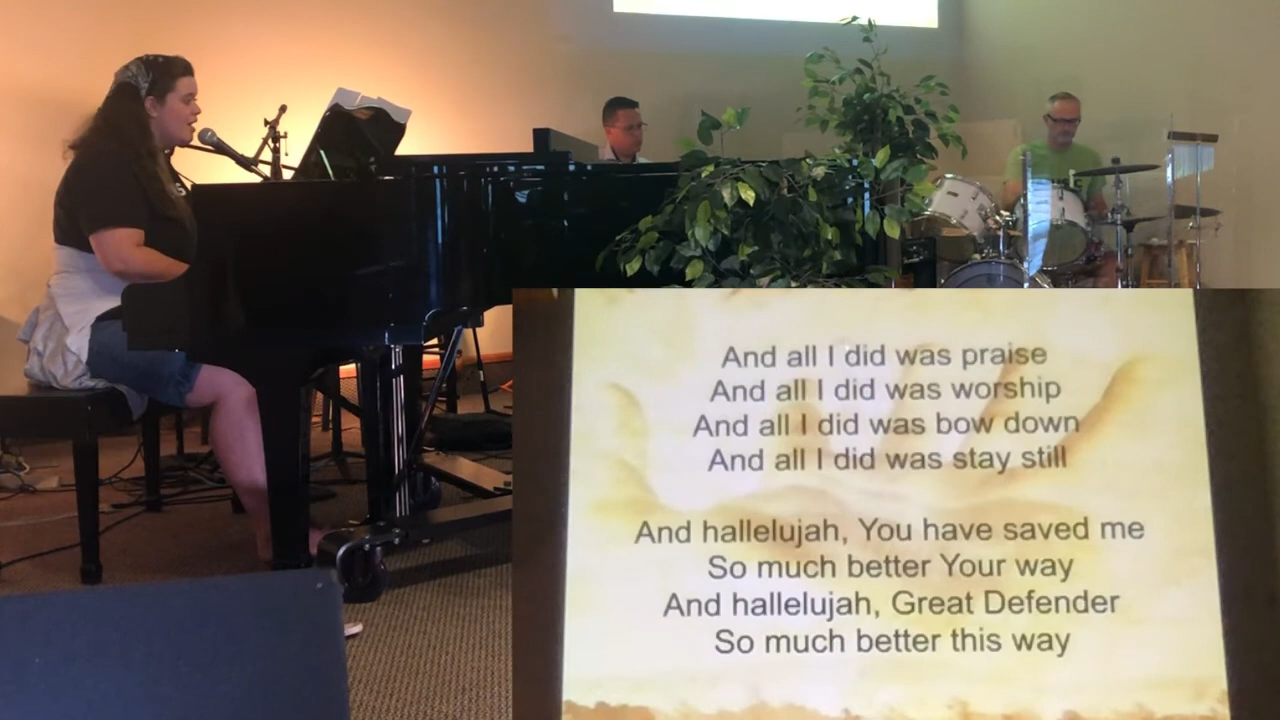 And all I did was praise
And all I did was worship
And all I did was bow down
And all I did was stay still
And hallelujah, You have saved me
So much better Your way
And hallelujah, Great Defender
So much better this way